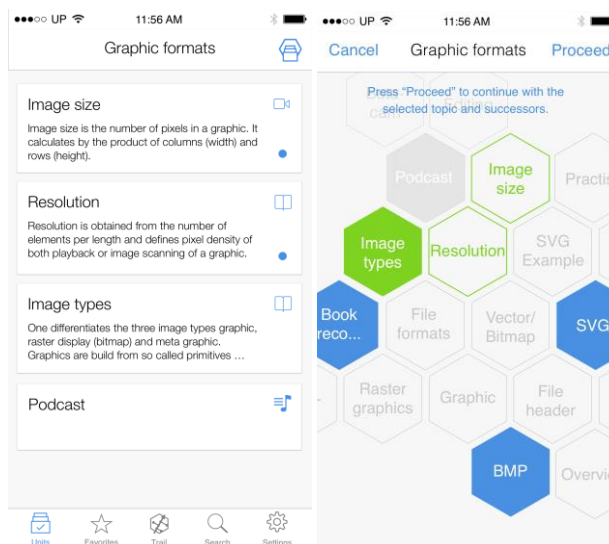 UP 11:56 AM
Graphic formats
Image size
Image size is the number of pixels in a graphic. It
calculates by the product of columns (width) and
rows (height).
Resolution
Resolution is obtained from the number of
elements per length and defines pixel density of
both playback or image scanning of a graphic.
Image types
One differentiates the three image types graphic,
raster display (bitmap) and meta graphic.
Graphics are build from so called primitives ...
Podcast
Units Favorites Trail Search Settings
UP 11:56 AM
Cancel Graphic formats Proceed
Press “Proceed” to continue with the
selected topic and successors.
Editing
Podcast
Image
size
Practis
Image
types
Resolution
SVG
Example
Book
reco...
File
formats
Vector/
Bitmap
SVG
Raster
graphics
Graphic
File
header
BMP
Overvie